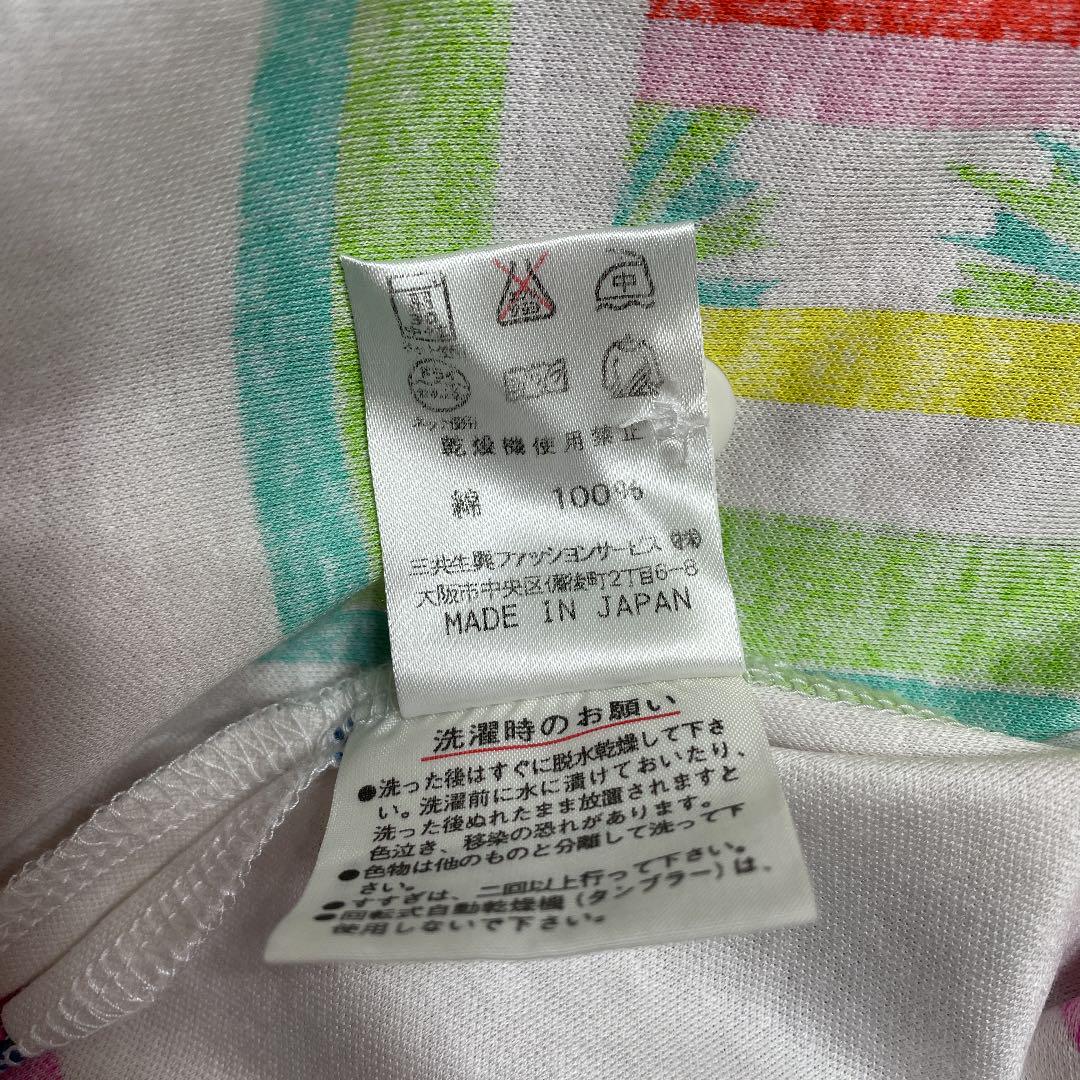 中
ネット使用
乾燥機使用禁止
綿 100%
三共生興ファッションサービス(株)
大阪市中央区備後町2丁目6-8
MADE IN JAPAN
洗濯時のお願い
●洗った後はすぐに脱水乾燥して下さ
い。洗濯前に水に漬けておいたり、
洗った後ぬれたまま放置されますと
色泣き、移染の恐れがあります。
●色物は他のものと分離して洗って下
さい。
●すすぎは、二回以上行って下さい。
●回転式自動乾燥機(タンブラー)は、
使用しないで下さい。